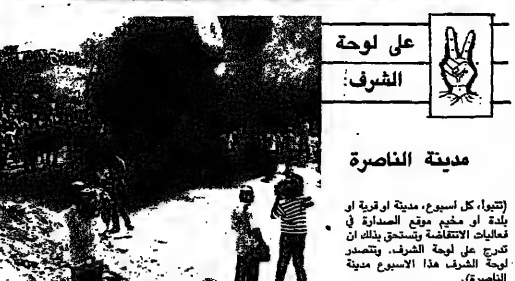 على لوحة
الشرف:
مدينة الناصرة
(تتبوأ، كل اسبوع، مدينة او قرية او
بلدة او مخيم موقع الصدارة في
فعاليات الانتفاضة وتستحق بذلك ان
تدرج على لوحة الشرف. وتتصدر
لوحة الشرف هذا الاسبوع مدينة
الناصرة).